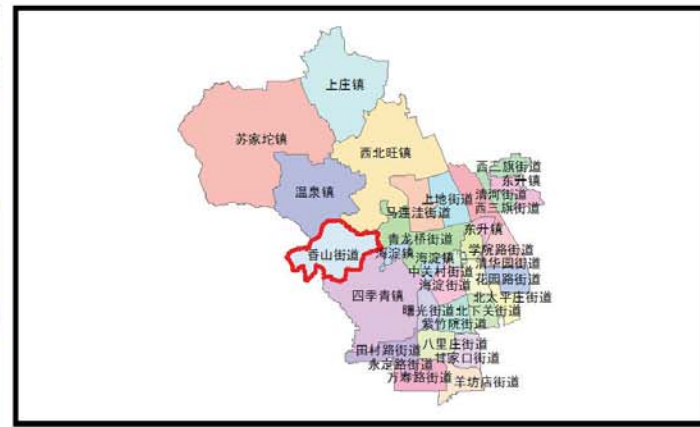 上庄镇
苏家坨镇
西北旺镇
西二旗街道
东升镇
温泉镇
上地街道
清河街道
马连洼街道
西三旗街道
东升镇
青龙桥街道
学院路街道
香山街道
海淀镇
海淀镇
清华园街道
中关村街道
花园路街道
海淀街道
四季青镇
北太平庄街道
曙光街道
北下关街道
紫竹院街道
田村路街道
八里庄街道
永定路街道
甘家口街道
万寿路街道
羊坊店街道